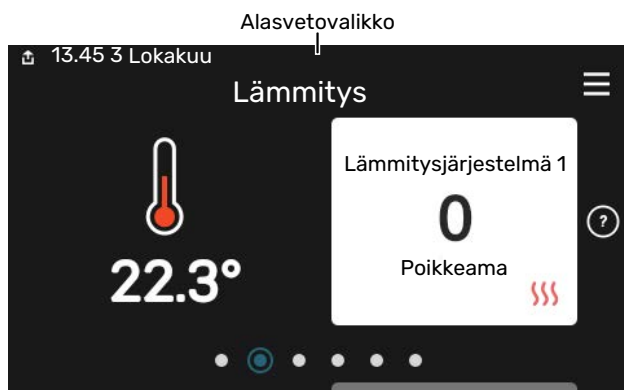 Alasvetovalikko
13.45 3 Lokakuu
Lämmitys
Lämmitysjärjestelmä 1
0
Poikkeama
22.3°
?